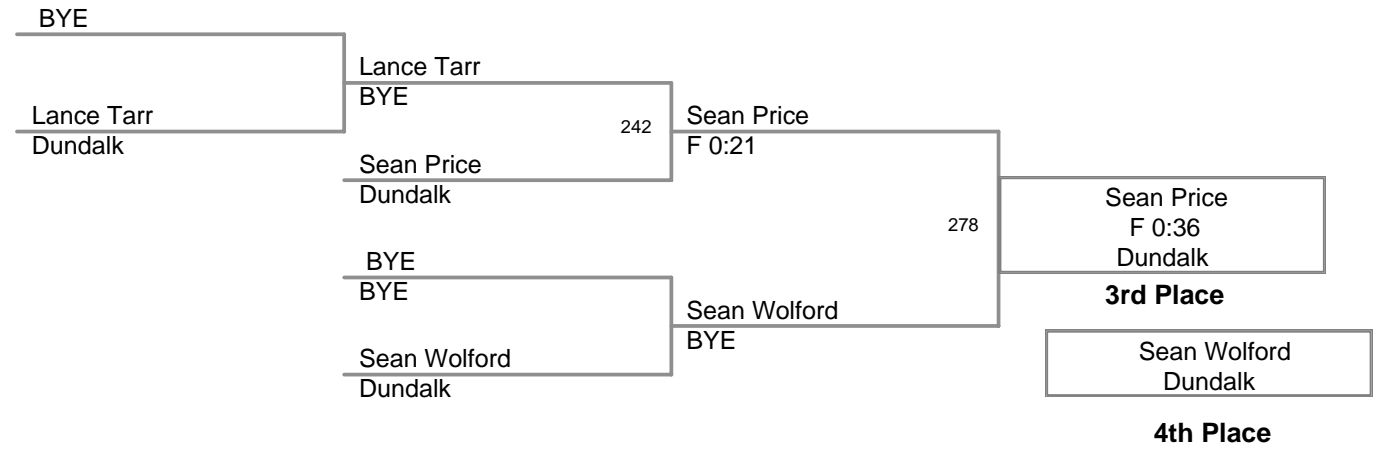 BYE
Lance Tarr
Dundalk
Lance Tarr
BYE
Sean Price
Dundalk
BYE
BYE
Sean Wolford
Dundalk
242
Sean Price
F 0:21
Sean Wolford
BYE
278
Sean Price
F 0:36
Dundalk
3rd Place
Sean Wolford
Dundalk
4th Place